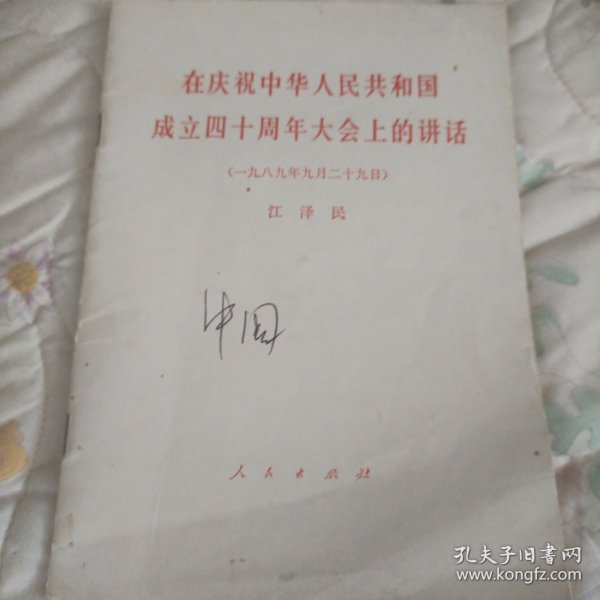 在庆祝中华人民共和国
成立四十周年大会上的讲话
(一九八九年九月二十九日)
江泽民
中国
人民出版社
孔夫子旧书网
www.kongfz.com